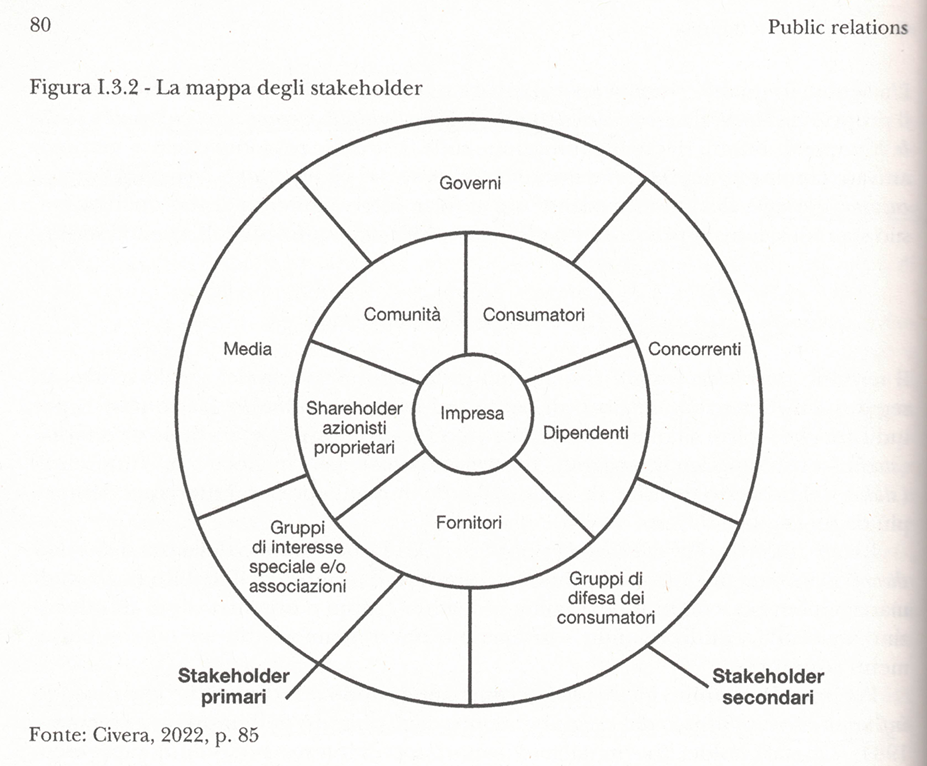 80
Public relations
Figura I.3.2 - La mappa degli stakeholder
Governi
Comunità
Consumatori
Media
Concorrenti
Shareholder
azionisti
proprietari
Impresa
Dipendenti
Fornitori
Gruppi
di interesse
speciale e/o
associazioni
Gruppi di
difesa dei
consumatori
Stakeholder
primari
Stakeholder
secondari
Fonte: Civera, 2022, p. 85